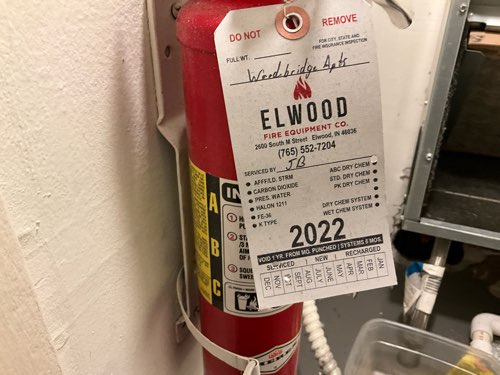 DO NOT REMOVE
FOR CITY, STATE AND
FIRE INSURANCE INSPECTION
FULL WT.
Woodbridge Apts
ELWOOD
FIRE EQUIPMENT CO.
2600 South M Street Elwood, IN 46036
(765) 552-7204
SERVICED BY JB
AFFF/LD. STRM
CARBON DIOXIDE
PRES. WATER
HALON 1211
FE-36
K TYPE
ABC DRY CHEM
STD. DRY CHEM
PK DRY CHEM
DRY CHEM SYSTEM
WET CHEM SYSTEM
2022
VOID 1 YR. FROM MO. PUNCHED | SYSTEMS 6 MOS.
SERVICED NEW RECHARGED
DEC NOV OCT SEPT AUG JULY JUNE MAY APR MAR FEB JAN
IN
A
B
C
1
2
3